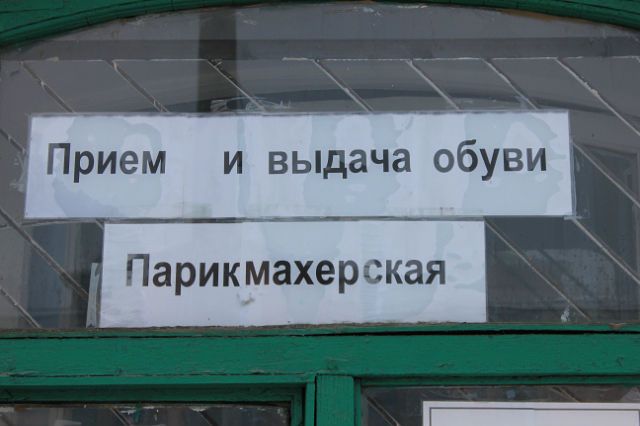 Прием и выдача обуви
Парикмахерская